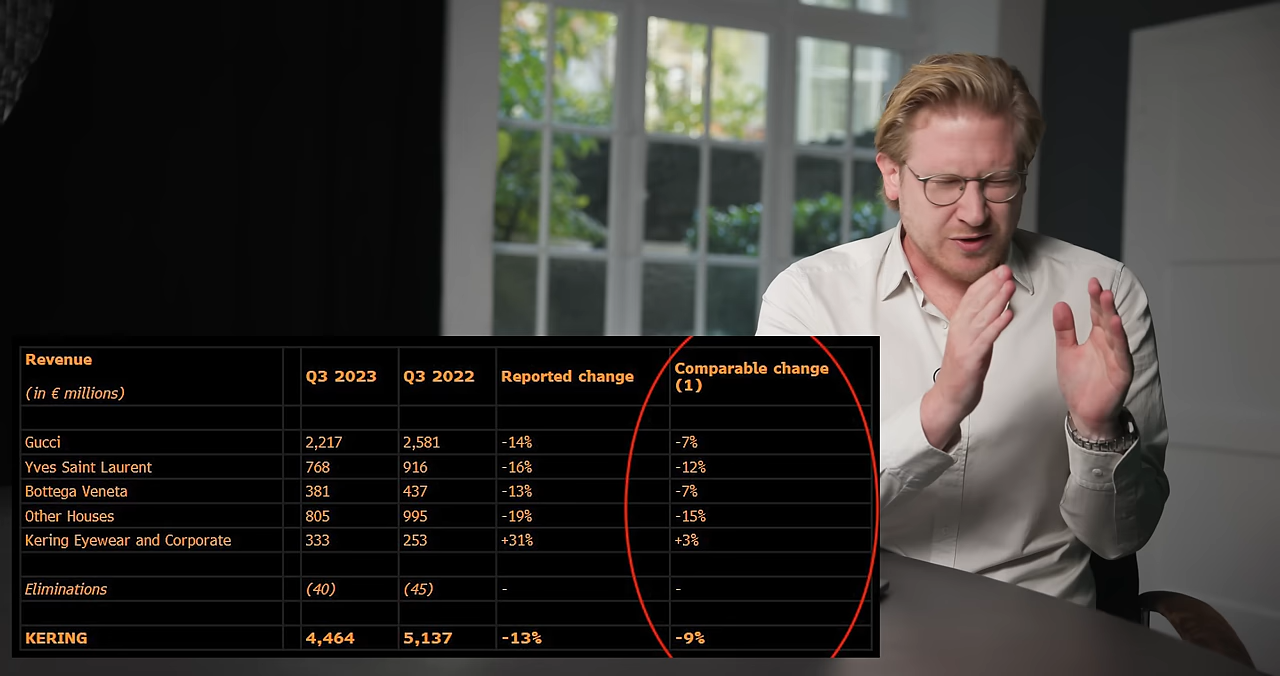 Revenue
(in € millions)
Q3 2023 Q3 2022 Reported change Comparable change (1)
Gucci 2,217 2,581 -14% -7%
Yves Saint Laurent 768 916 -16% -12%
Bottega Veneta 381 437 -13% -7%
Other Houses 805 995 -19% -15%
Kering Eyewear and Corporate 333 253 +31% +3%
Eliminations (40) (45) - -
KERING 4,464 5,137 -13% -9%